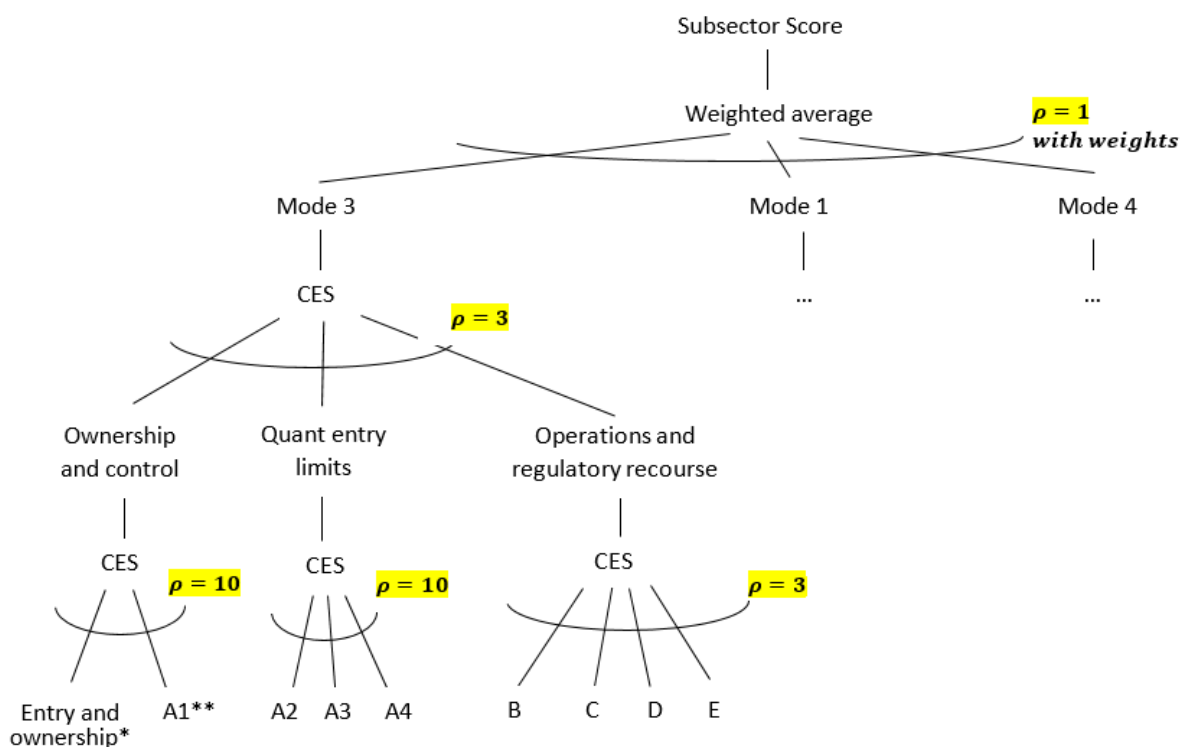 Subsector Score
Weighted average
ρ = 1
with weights
Mode 3
Mode 1
Mode 4
CES
...
...
ρ = 3
Ownership
and control
Quant entry
limits
Operations and
regulatory recourse
CES
CES
CES
ρ = 10
ρ = 10
ρ = 3
Entry and
ownership*
A1**
A2
A3
A4
B
C
D
E